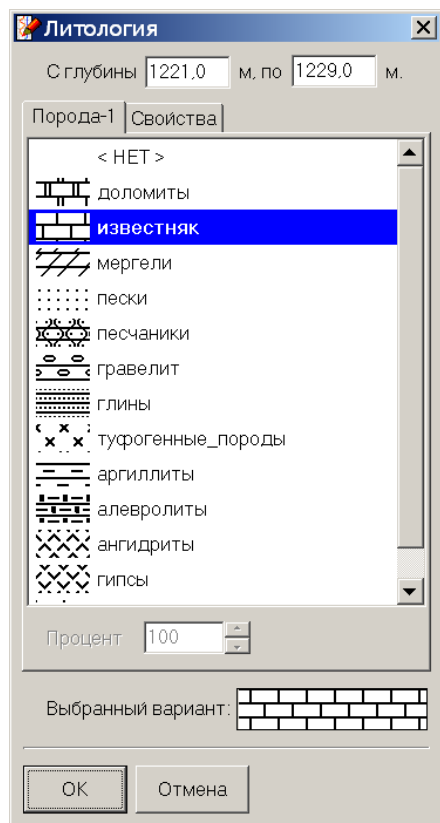 Литология
С глубины 1221,0 м, по 1229,0 м.
Порода-1 Свойства
< НЕТ >
доломиты
известняк
мергели
пески
песчаники
гравелит
глины
туфогенные_породы
аргиллиты
алевролиты
ангидриты
гипсы
Процент 100
Выбранный вариант:
OK Отмена